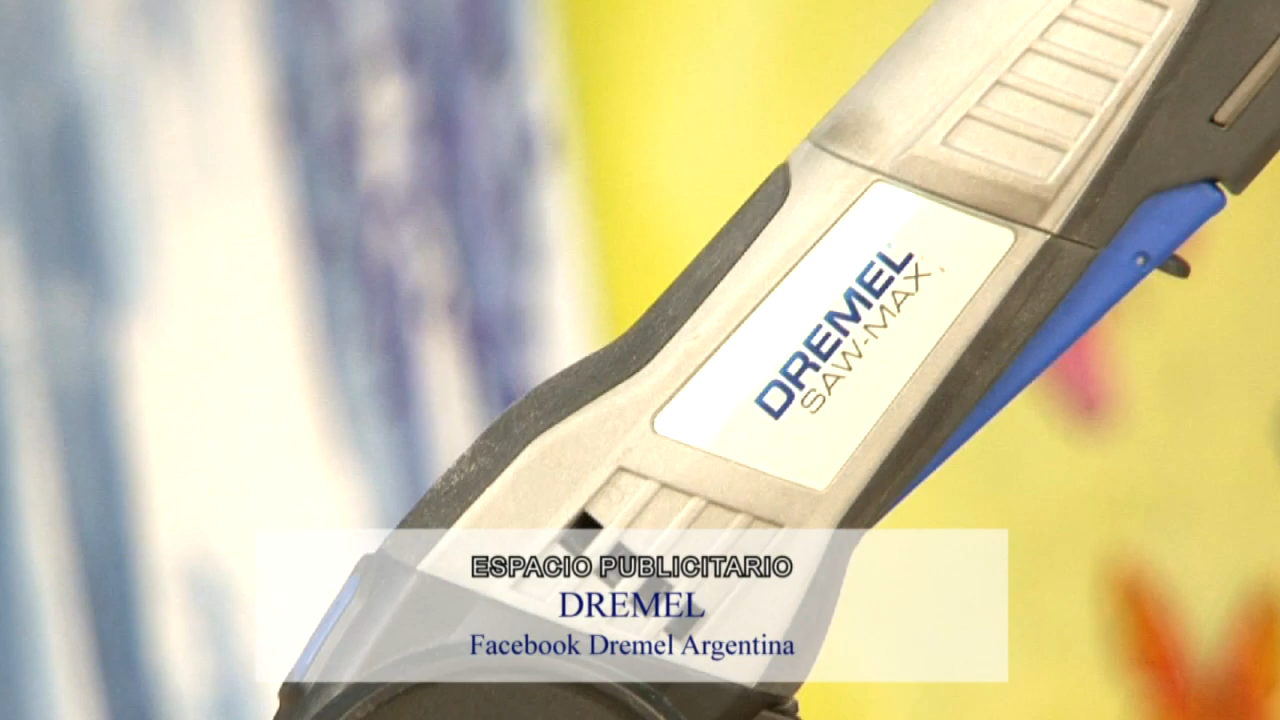 DREMEL
SAW-MAX
ESPACIO PUBLICITARIO
DREMEL
Facebook Dremel Argentina